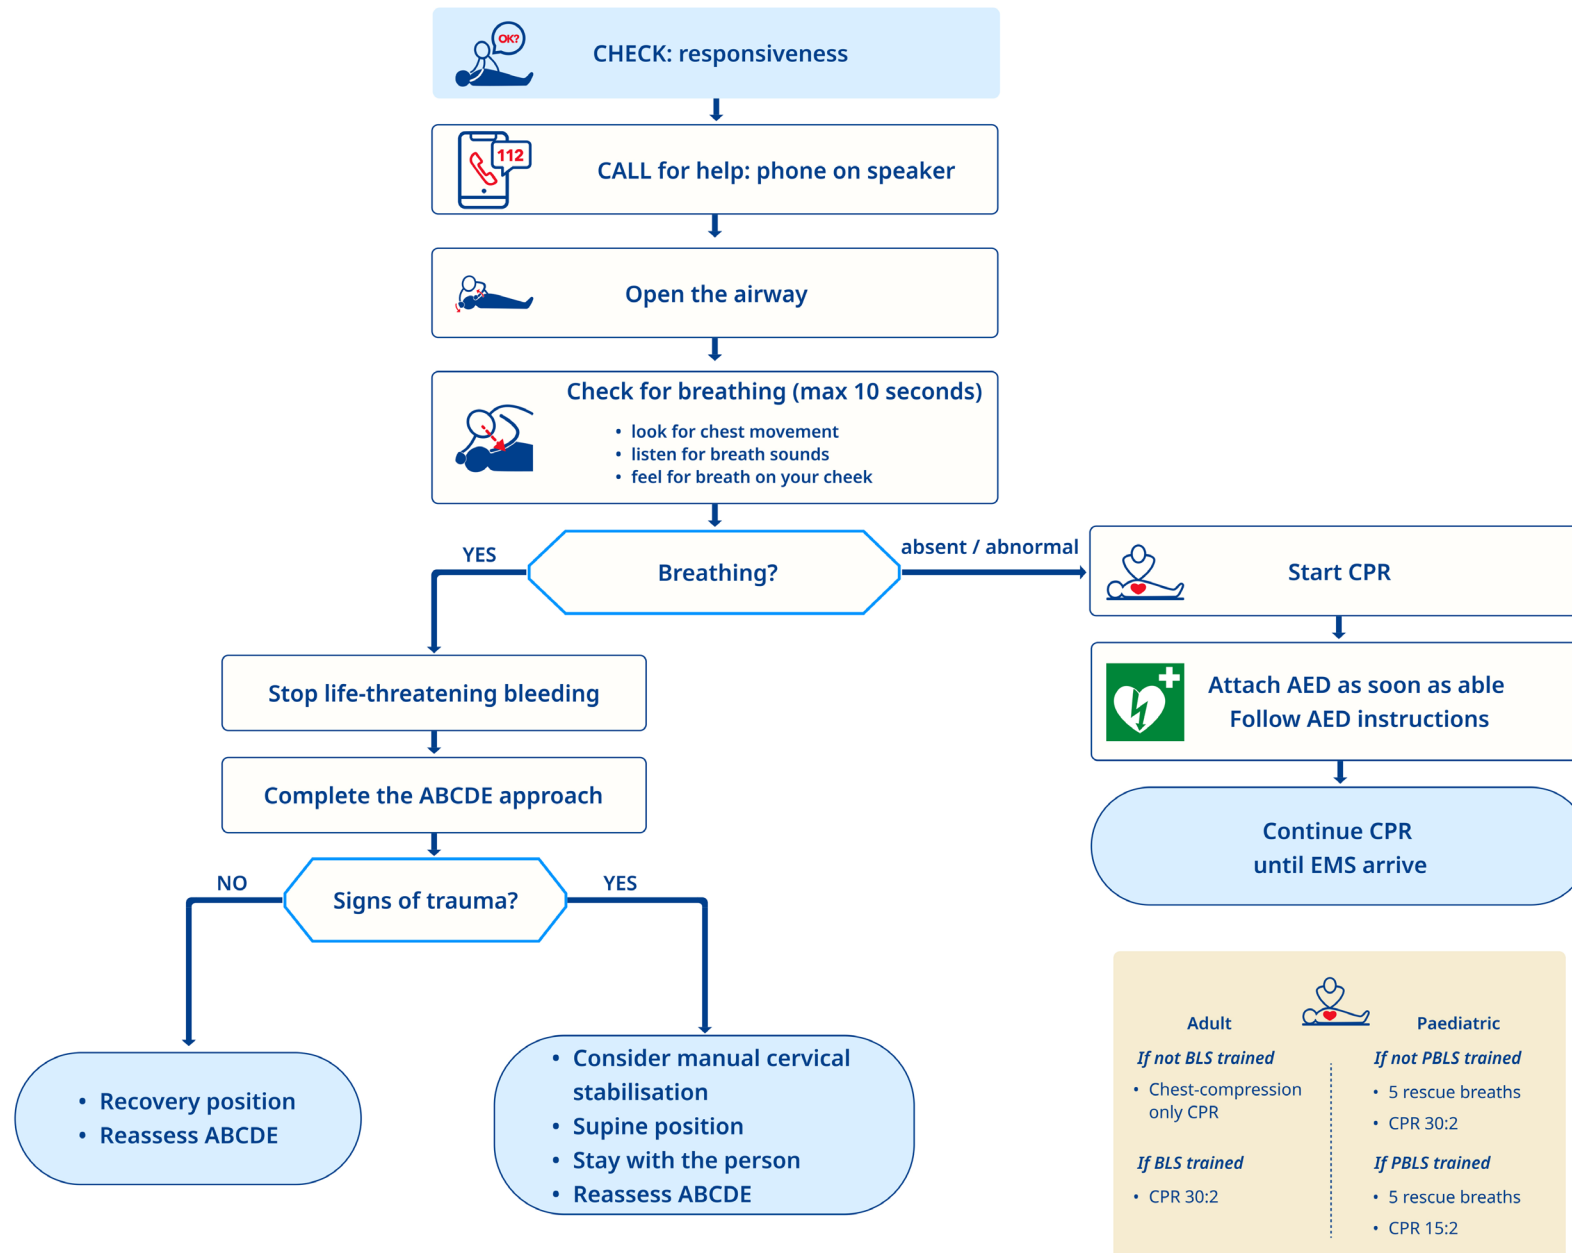 OK?
CHECK: responsiveness
112
CALL for help: phone on speaker
Open the airway
Check for breathing (max 10 seconds)
• look for chest movement
• listen for breath sounds
• feel for breath on your cheek
YES
Breathing?
absent / abnormal
Start CPR
Stop life-threatening bleeding
Attach AED as soon as able
Follow AED instructions
Complete the ABCDE approach
Continue CPR
until EMS arrive
NO
Signs of trauma?
YES
• Recovery position
• Reassess ABCDE
• Consider manual cervical
stabilisation
• Supine position
• Stay with the person
• Reassess ABCDE
Adult
If not BLS trained
• Chest-compression
only CPR
If BLS trained
• CPR 30:2
Paediatric
If not PBLS trained
• 5 rescue breaths
• CPR 30:2
If PBLS trained
• 5 rescue breaths
• CPR 15:2